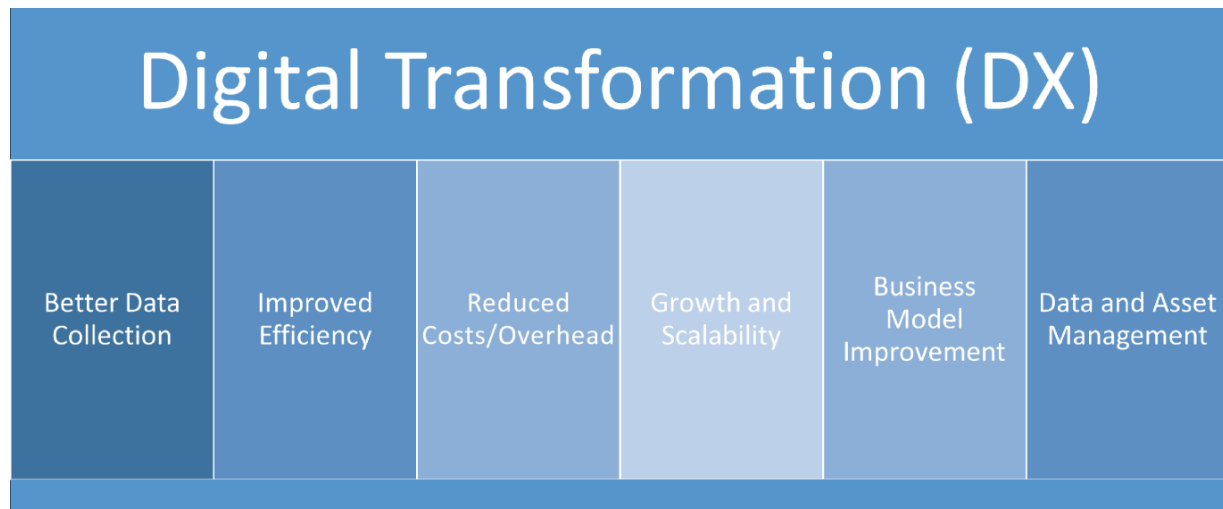 Digital Transformation (DX)
Better Data
Collection
Improved
Efficiency
Reduced
Costs/Overhead
Growth and
Scalability
Business
Model
Improvement
Data and Asset
Management